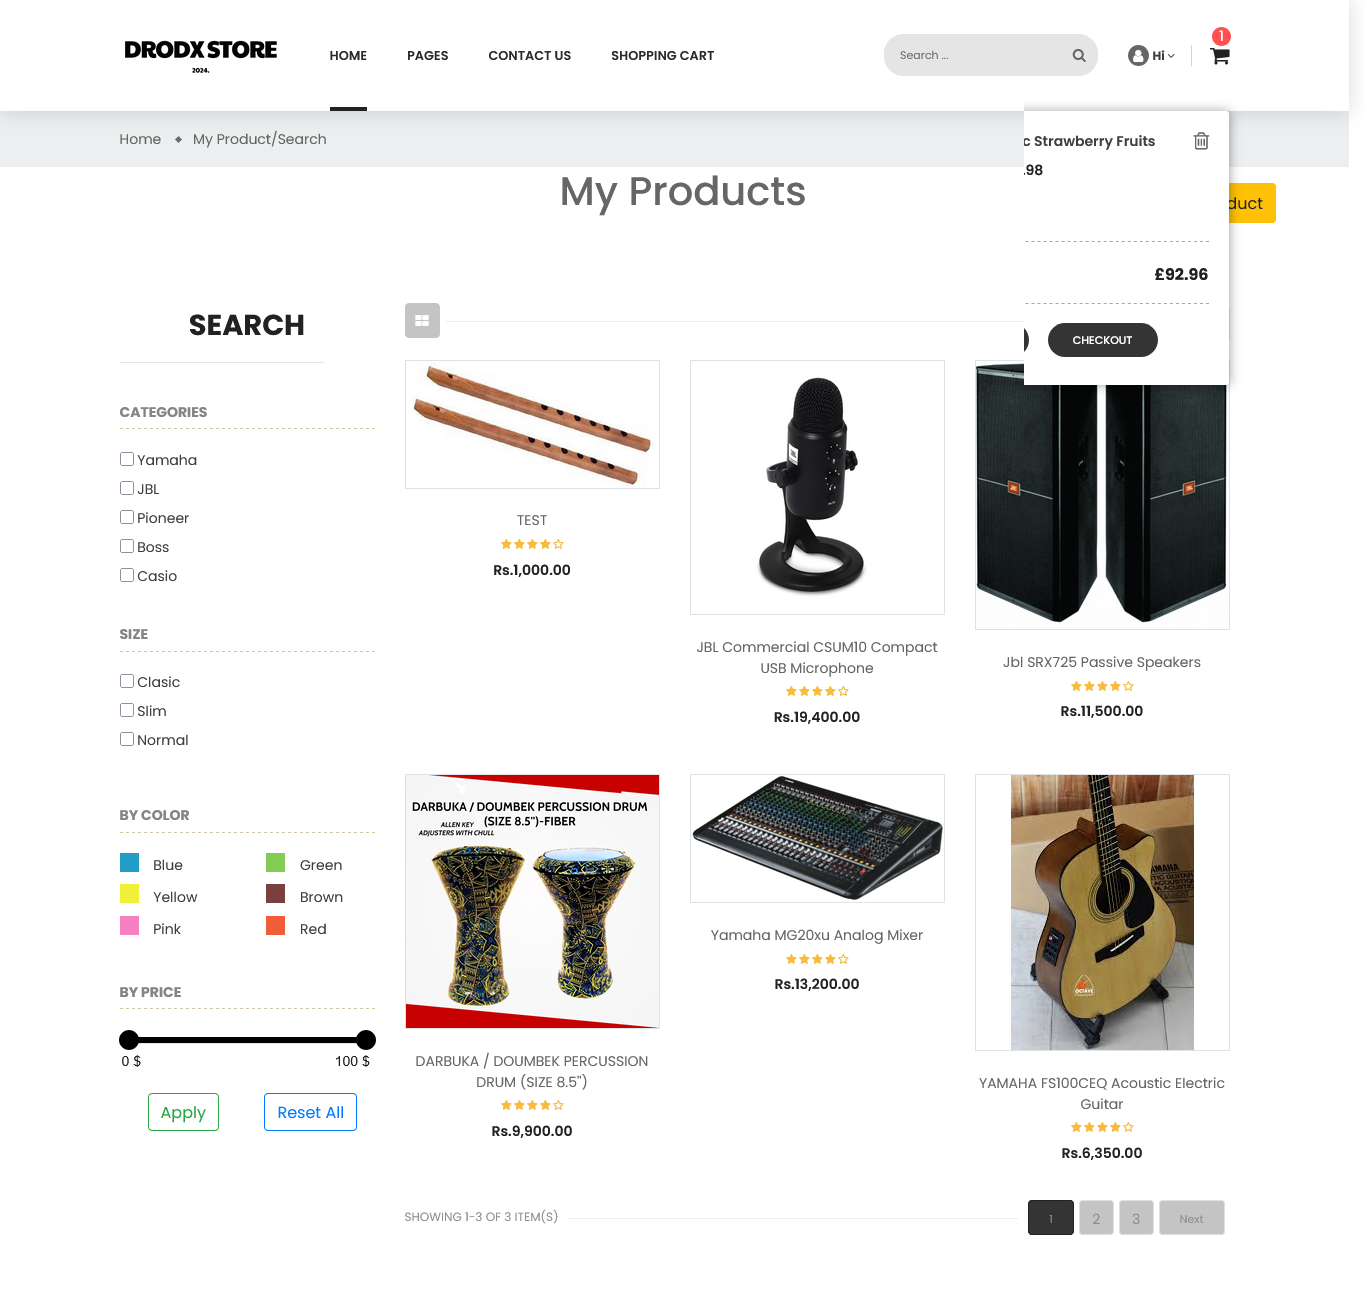 DRODX STORE
2024.
HOME
PAGES
CONTACT US
SHOPPING CART
Search ...
Hi
1
Home
My Product/Search
c Strawberry Fruits
.98
£92.96
CHECKOUT
My Products
duct
SEARCH
CATEGORIES
Yamaha
JBL
Pioneer
Boss
Casio
SIZE
Clasic
Slim
Normal
BY COLOR
Blue
Green
Yellow
Brown
Pink
Red
BY PRICE
0 $
100 $
Apply
Reset All
TEST
Rs.1,000.00
JBL Commercial CSUM10 Compact
USB Microphone
Rs.19,400.00
Jbl SRX725 Passive Speakers
Rs.11,500.00
DARBUKA / DOUMBEK PERCUSSION DRUM
(SIZE 8.5")-FIBER
ALLEN KEY
ADJUSTERS WITH CHULL
DARBUKA / DOUMBEK PERCUSSION
DRUM (SIZE 8.5")
Rs.9,900.00
Yamaha MG20xu Analog Mixer
Rs.13,200.00
OCTAVE
YAMAHA FS100CEQ Acoustic Electric
Guitar
Rs.6,350.00
SHOWING 1-3 OF 3 ITEM(S)
1
2
3
Next